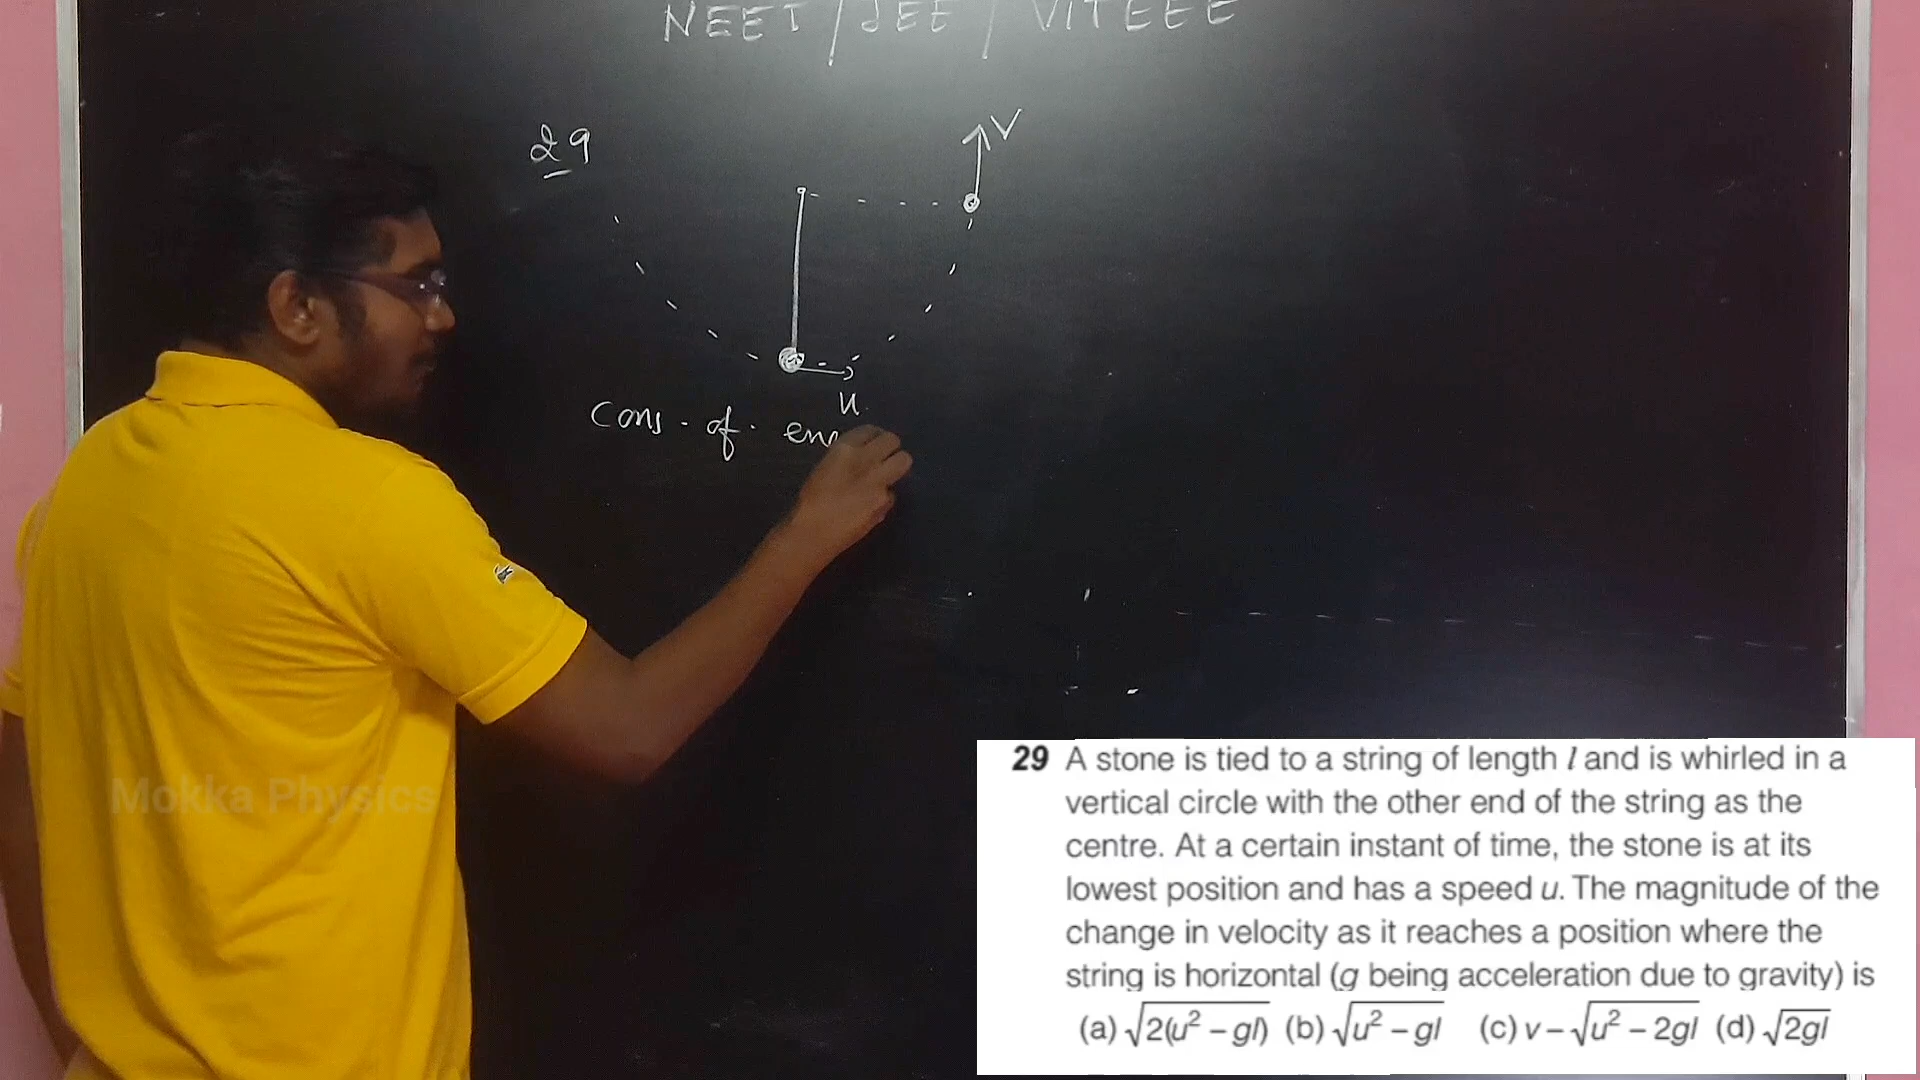 NEET / JEE / VITEEE
29
V
u
Cons. of. ene
Mokka Physics
29 A stone is tied to a string of length l and is whirled in a
vertical circle with the other end of the string as the
centre. At a certain instant of time, the stone is at its
lowest position and has a speed u. The magnitude of the
change in velocity as it reaches a position where the
string is horizontal (g being acceleration due to gravity) is
(a) √2(u² – gl) (b) √u² – gl (c) v – √u² – 2gl (d) √2gl